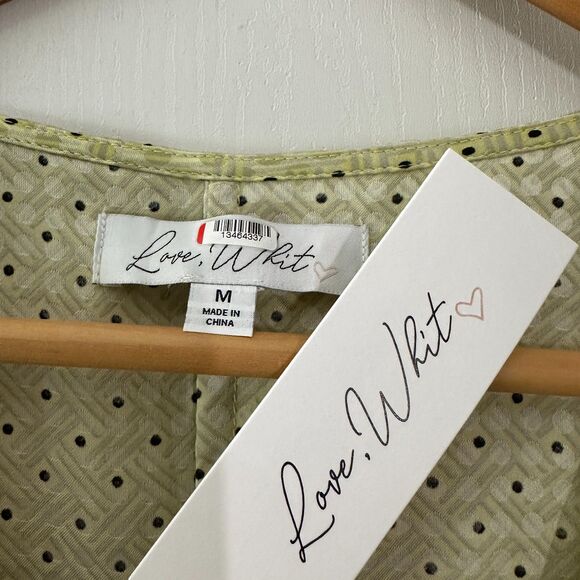 13464337
Love, Whit
M
MADE IN
CHINA
Love, Whit